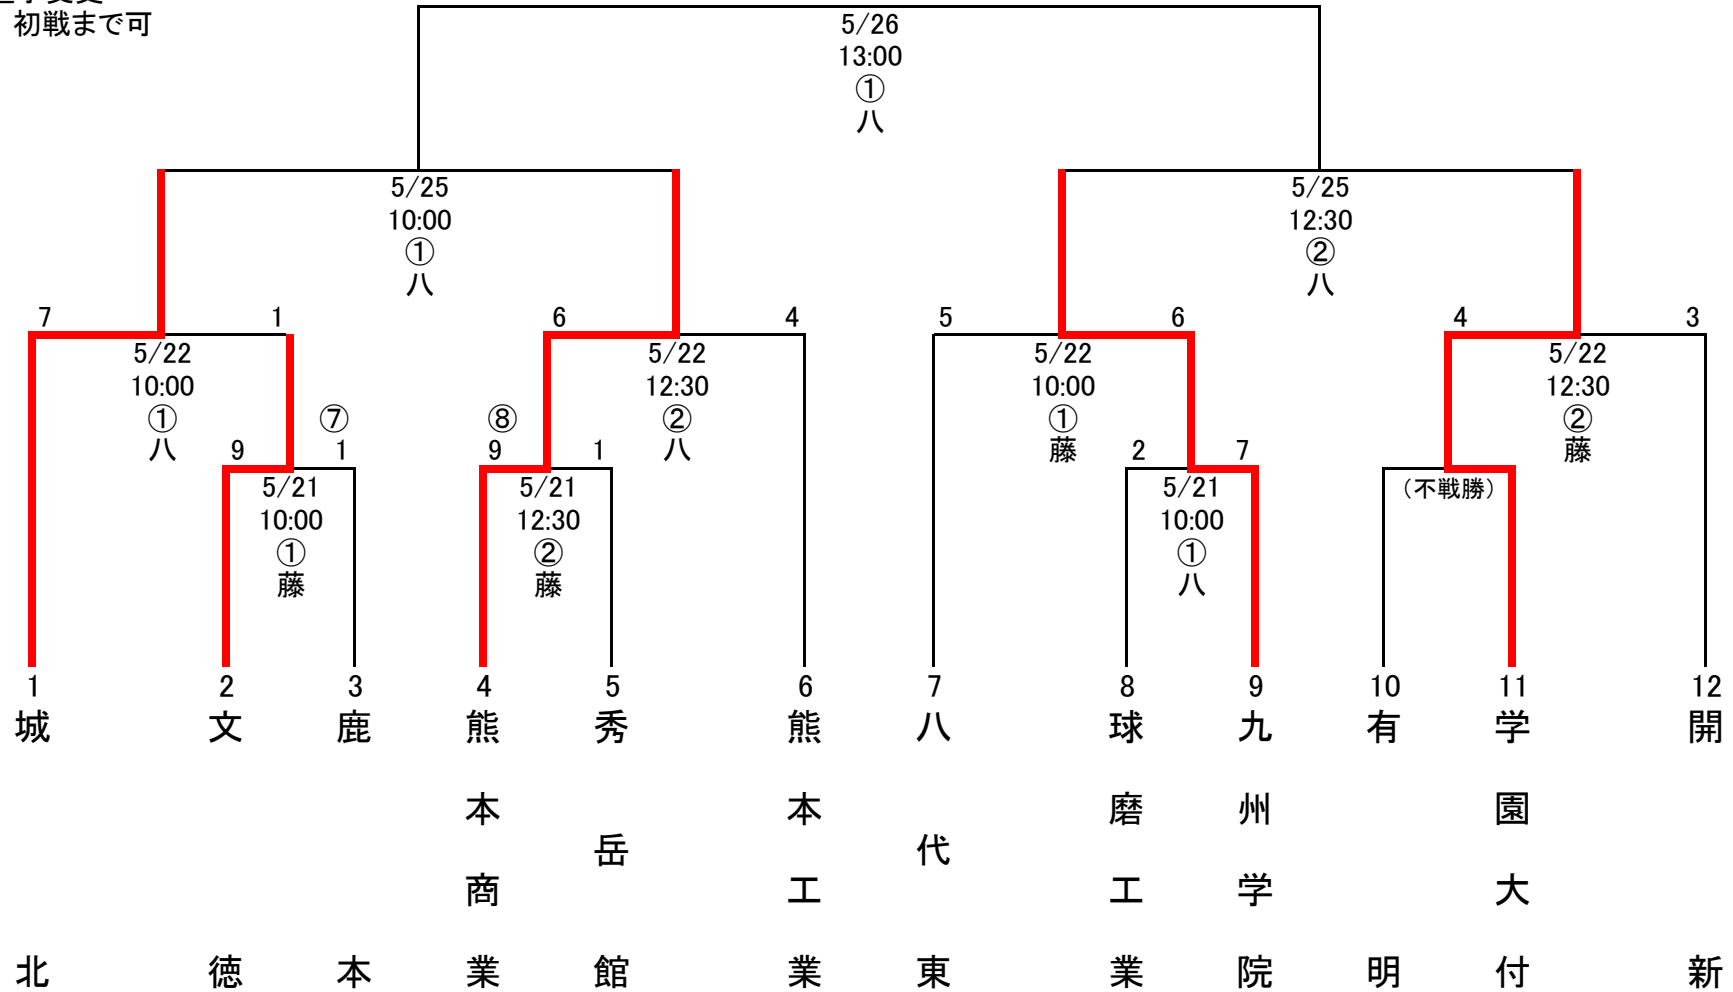 初戦まで可
5/26
13:00
①
八
5/25
10:00
①
八
5/25
12:30
②
八
7 1 6 4 5 6 4 3
5/22
10:00
①
八
5/22
12:30
②
八
5/22
10:00
①
藤
5/22
12:30
②
藤
⑦ ⑧
9 1 9 1 2 7
5/21
10:00
①
藤
5/21
12:30
②
藤
5/21
10:00
①
八
（不戦勝）
1 2 3 4 5 6 7 8 9 10 11 12
城北
文徳
鹿本
熊本商業
秀岳館
熊本工業
八代東
球磨工業
九州学院
有明
学園大付
開新